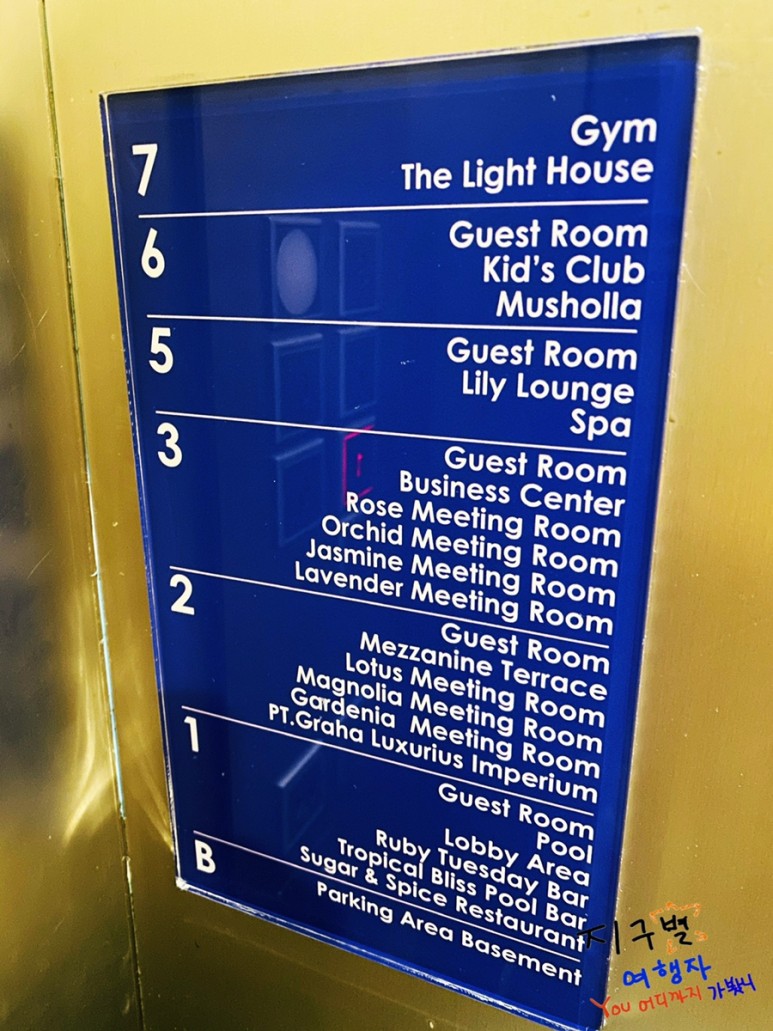 7
Gym
The Light House
6
Guest Room
Kid's Club
Musholla
5
Guest Room
Lily Lounge
Spa
3
Guest Room
Business Center
Rose Meeting Room
Orchid Meeting Room
Jasmine Meeting Room
Lavender Meeting Room
2
Guest Room
Mezzanine Terrace
Lotus Meeting Room
Magnolia Meeting Room
Gardenia Meeting Room
PT.Graha Luxurius Imperium
1
Guest Room
Pool
Lobby Area
Ruby Tuesday Bar
Tropical Bliss Pool Bar
Sugar & Spice Restaurant
B
Parking Area Basement
지구별
여행자
You 어디까지 가봤니